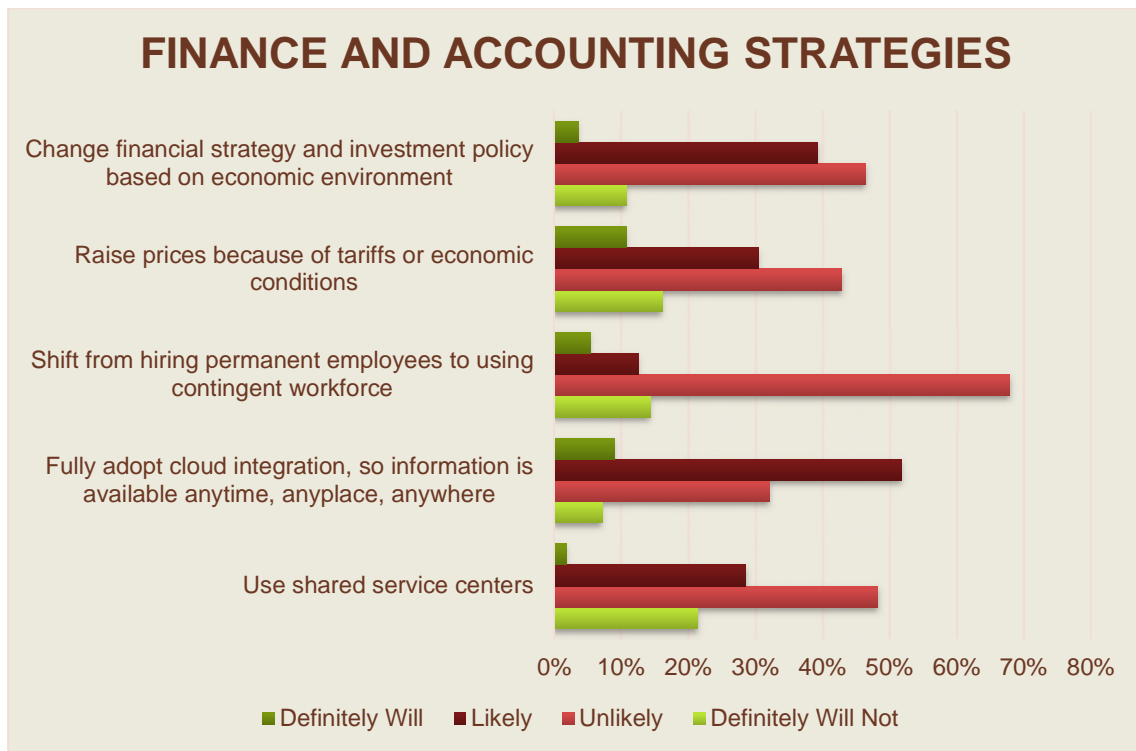 FINANCE AND ACCOUNTING STRATEGIES
Change financial strategy and investment policy
based on economic environment
Raise prices because of tariffs or economic
conditions
Shift from hiring permanent employees to using
contingent workforce
Fully adopt cloud integration, so information is
available anytime, anyplace, anywhere
Use shared service centers
0% 10% 20% 30% 40% 50% 60% 70% 80%
Definitely Will Likely Unlikely Definitely Will Not